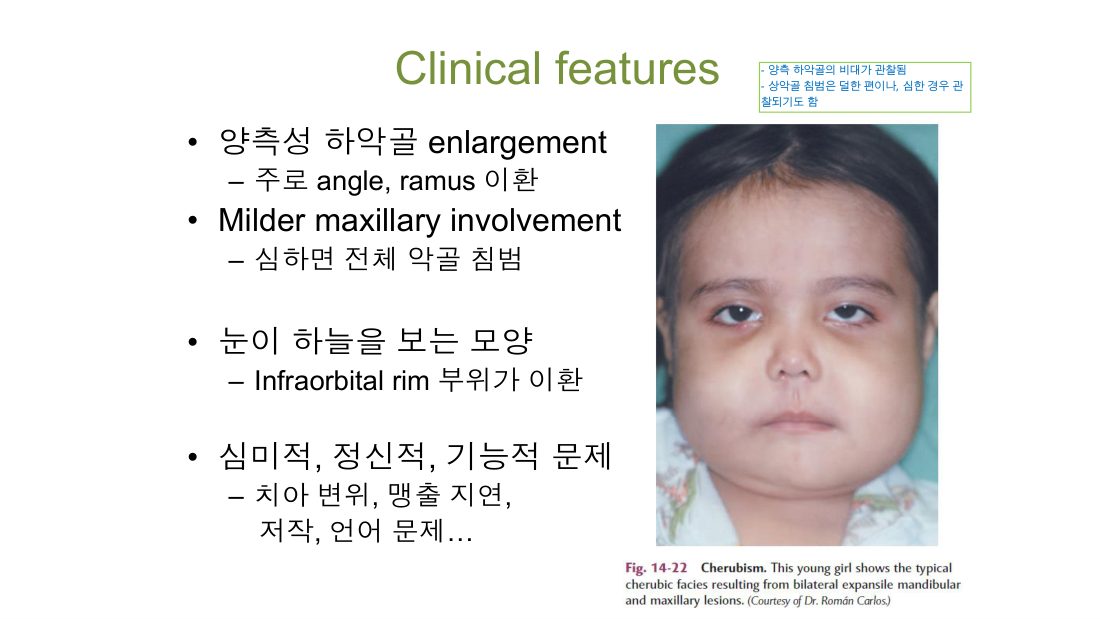 Clinical features
- 양측 하악골의 비대가 관찰됨
- 상악골 침범은 덜한 편이나, 심한 경우 관
찰되기도 함
• 양측성 하악골 enlargement
– 주로 angle, ramus 이환
• Milder maxillary involvement
– 심하면 전체 악골 침범
• 눈이 하늘을 보는 모양
– Infraorbital rim 부위가 이환
• 심미적, 정신적, 기능적 문제
– 치아 변위, 맹출 지연,
저작, 언어 문제…
Fig. 14-22 Cherubism. This young girl shows the typical
cherubic facies resulting from bilateral expansile mandibular
and maxillary lesions. (Courtesy of Dr. Román Carlos.)